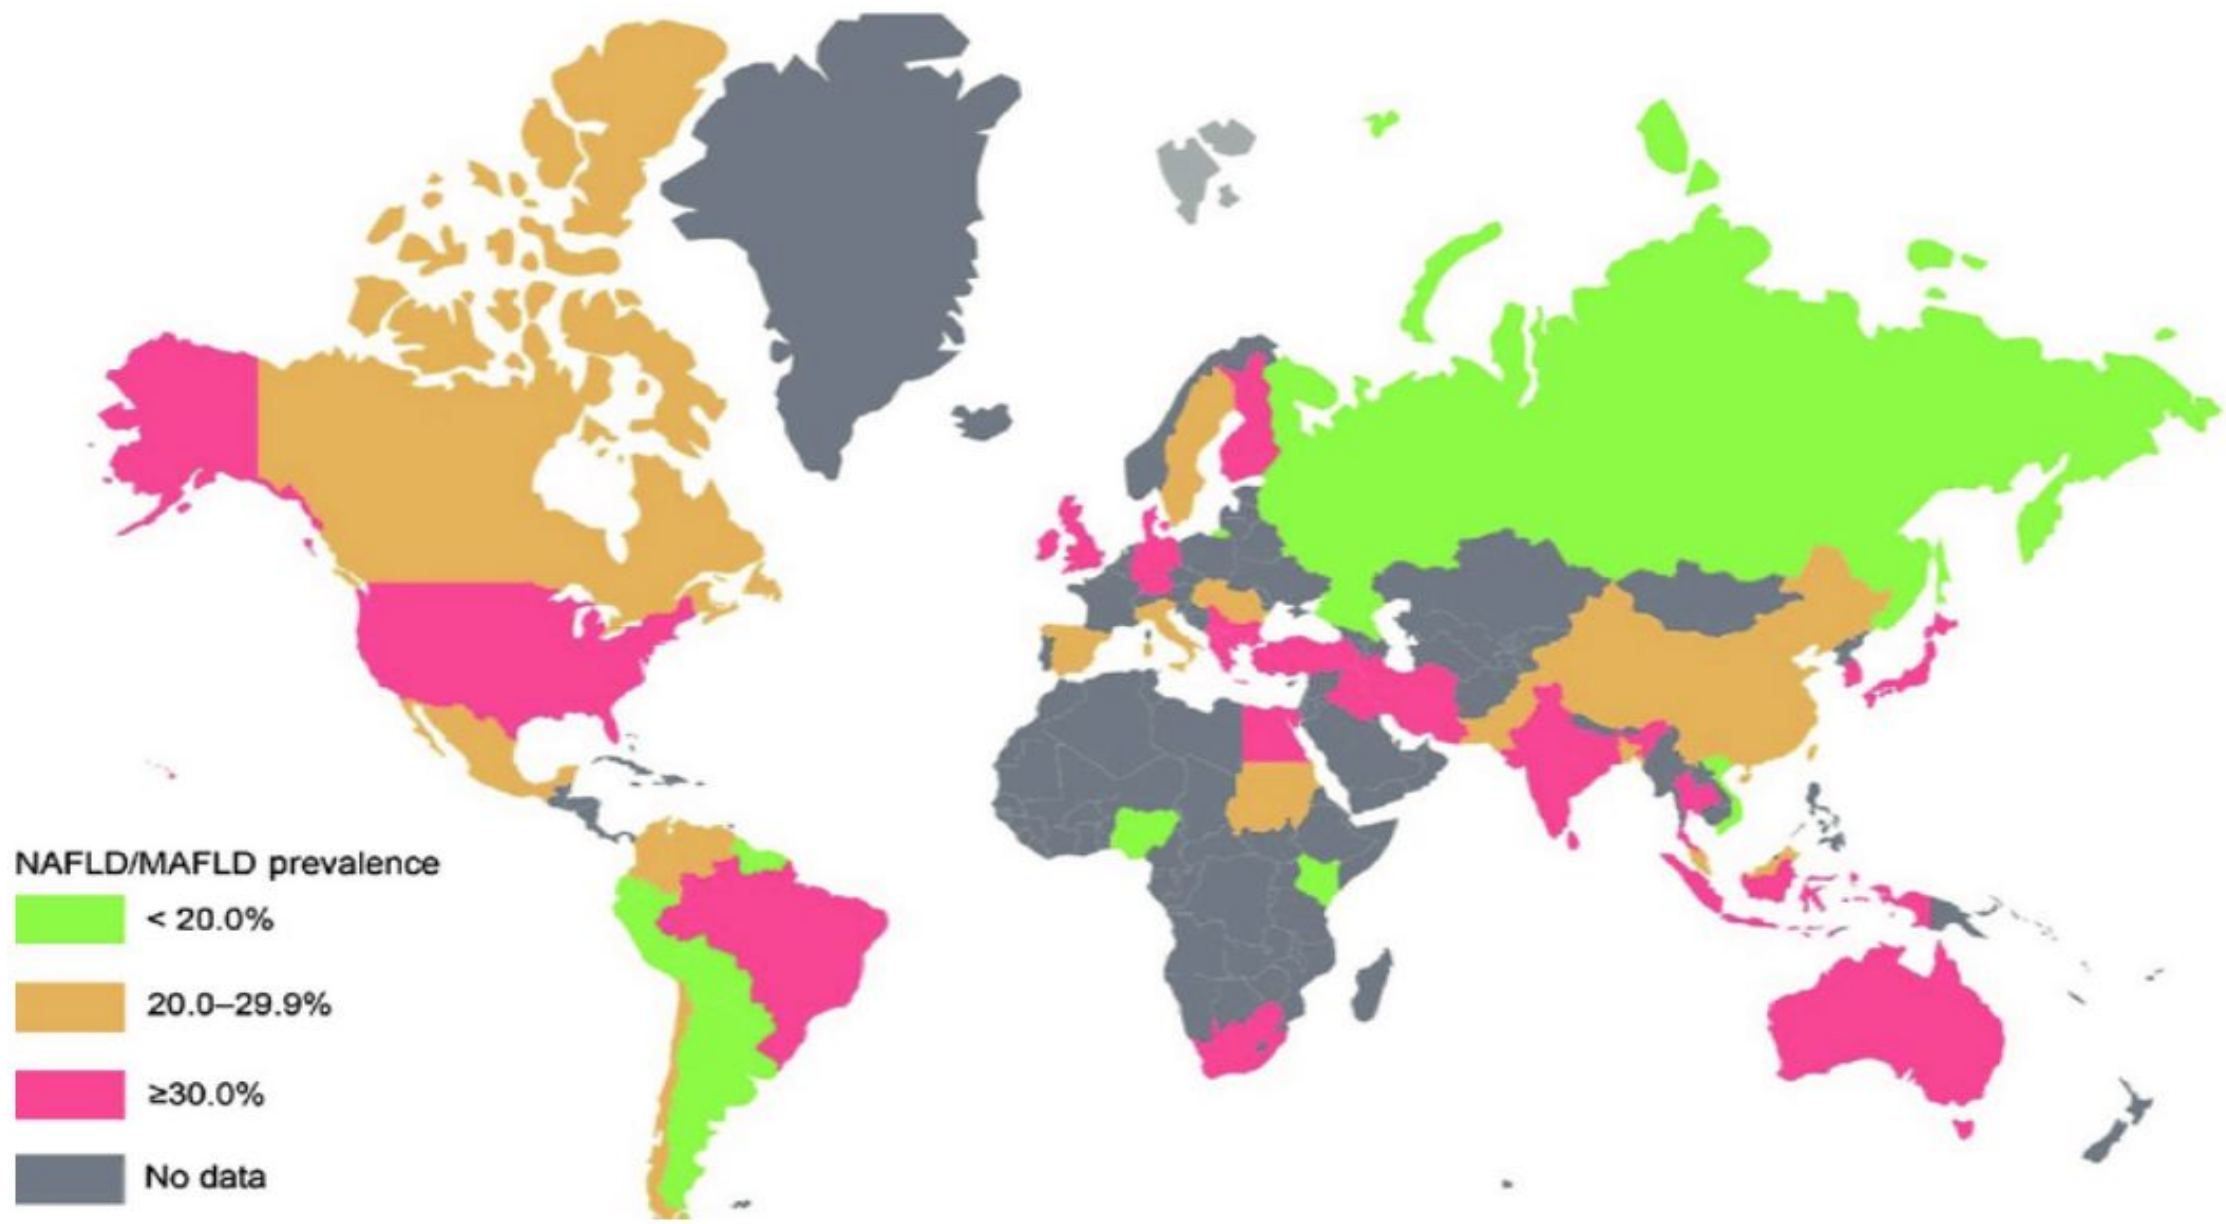 NAFLD/MAFLD prevalence
< 20.0%
20.0–29.9%
≥30.0%
No data